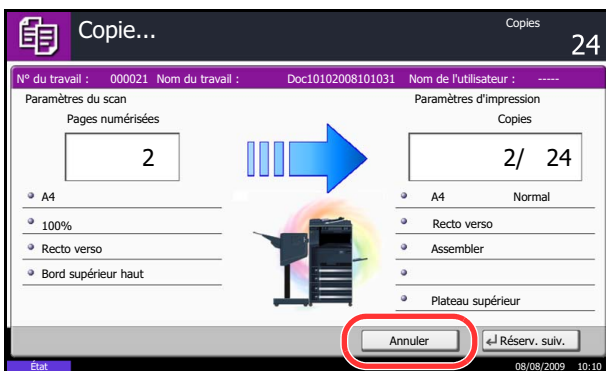 Copie...
Copies
24
N° du travail : 000021 Nom du travail : Doc10102008101031 Nom de l'utilisateur : -----
Paramètres du scan
Pages numérisées
2
A4
100%
Recto verso
Bord supérieur haut
Paramètres d'impression
Copies
2/ 24
A4 Normal
Recto verso
Assembler
Plateau supérieur
Annuler
Réserv. suiv.
État
08/08/2009 10:10